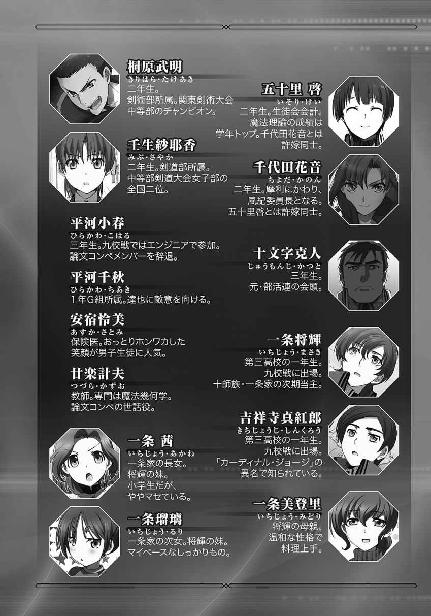 桐原武明
きりはら・たけあき
二年生。
剣術部所属。関東剣術大会
中等部のチャンピオン。
壬生紗耶香
みぶ・さやか
二年生。剣道部所属。
中等部剣道大会女子部の
全国二位。
平河小春
ひらかわ・こはる
三年生。九校戦ではエンジニアで参加。
論文コンペメンバーを辞退。
平河千秋
ひらかわ・ちあき
1年G組所属。達也に敵意を向ける。
安宿怜美
あすか・さとみ
保険医。おっとりホンワカした
笑顔が男子生徒に人気。
廿楽計夫
つづら・かずお
教師。専門は魔法幾何学。
論文コンペの世話役。
一条 茜
いちじょう・あかね
一条家の長女。
将輝の妹。
小学生だが、
ややマセている。
一条瑠璃
いちじょう・るり
一条家の次女。将輝の妹。
マイペースなしっかりもの。
五十里 啓
いそり・けい
二年生。生徒会会計。
魔法理論の成績は
学年トップ。千代田花音とは
許嫁同士。
千代田花音
ちよだ・かのん
二年生。摩利にかわり、
風紀委員長となる。
五十里啓とは許嫁同士。
十文字克人
じゅうもんじ・かつと
三年生。
元・部活連の会頭。
一条将輝
いちじょう・まさき
第三高校の一年生。
九校戦に出場。
十師族・一条家の次期当主。
吉祥寺真紅郎
きちじょうじ・しんくろう
第三高校の一年生。
九校戦に出場。
「カーディナル・ジョージ」の
異名で知られている。
一条美登里
いちじょう・みどり
将輝の母親。
温和な性格で
料理上手。